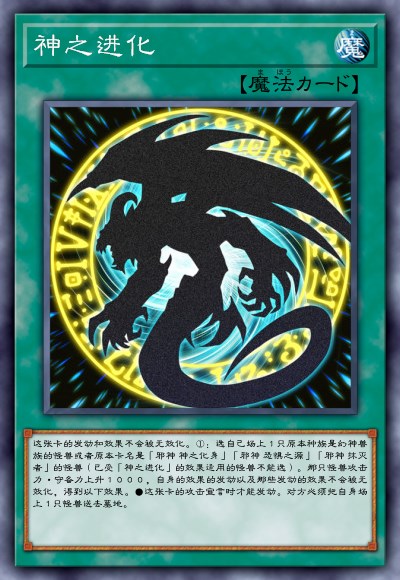 神之进化
魔
【魔法カード】
这张卡的发动和效果不会被无效化。①：选自己场上1只原本种族是幻神兽
族的怪兽或者原本卡名是「邪神 神之化身」「邪神 恐惧之源」「邪神 抹灭
者」的怪兽（已受「神之进化」的效果适用的怪兽不能选）。那只怪兽攻击
力·守备力上升1000，自身的效果的发动以及那些发动的效果不会被无
效化，得到以下效果。●这张卡的攻击宣言时才能发动。对方必须把自身场
上1只怪兽送去墓地。